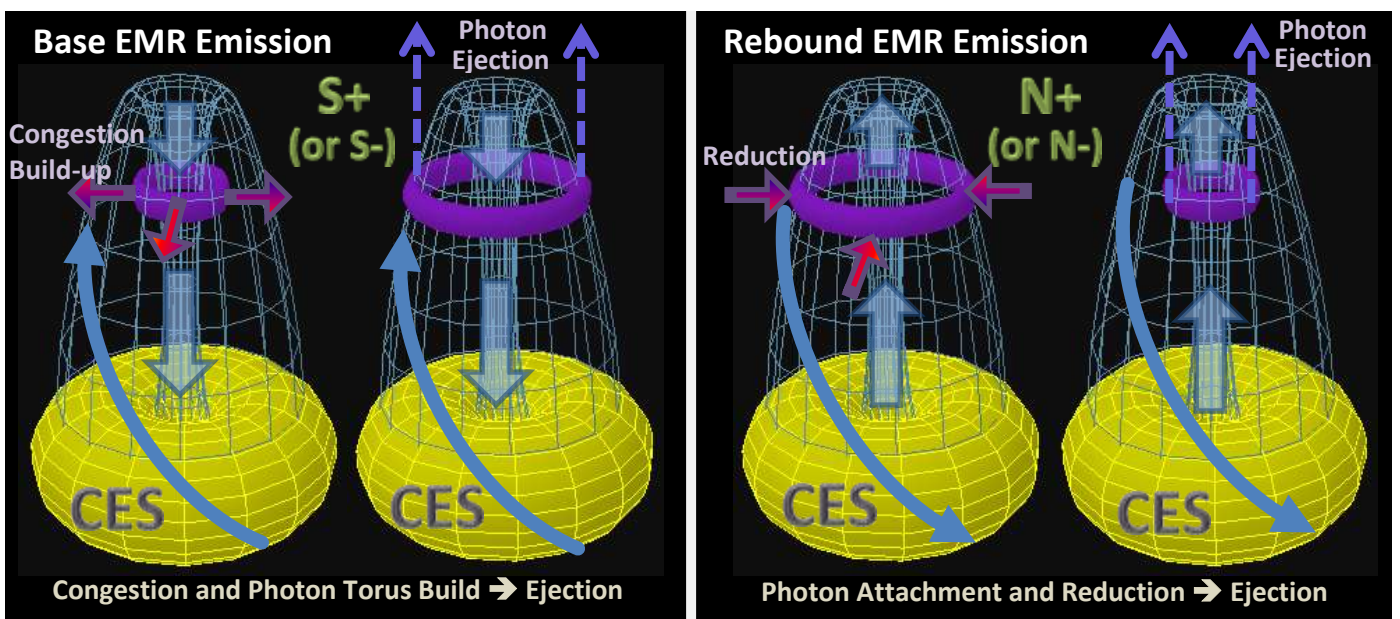 Base EMR Emission
Photon
Ejection
S+
(or S-)
Congestion
Build-up
CES
CES
Congestion and Photon Torus Build ➔ Ejection
Rebound EMR Emission
Photon
Ejection
N+
(or N-)
Reduction
CES
CES
Photon Attachment and Reduction ➔ Ejection